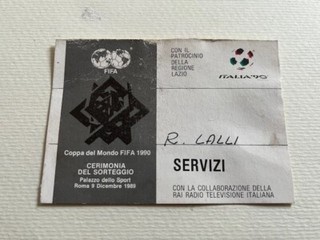 FIFA
Coppa del Mondo FIFA 1990
CERIMONIA
DEL SORTEGGIO
Palazzo dello Sport
Roma 9 Dicembre 1989
CON IL
PATROCINIO
DELLA
REGIONE
LAZIO
ITALIA'90
R. LALLI
SERVIZI
CON LA COLLABORAZIONE DELLA
RAI RADIO TELEVISIONE ITALIANA